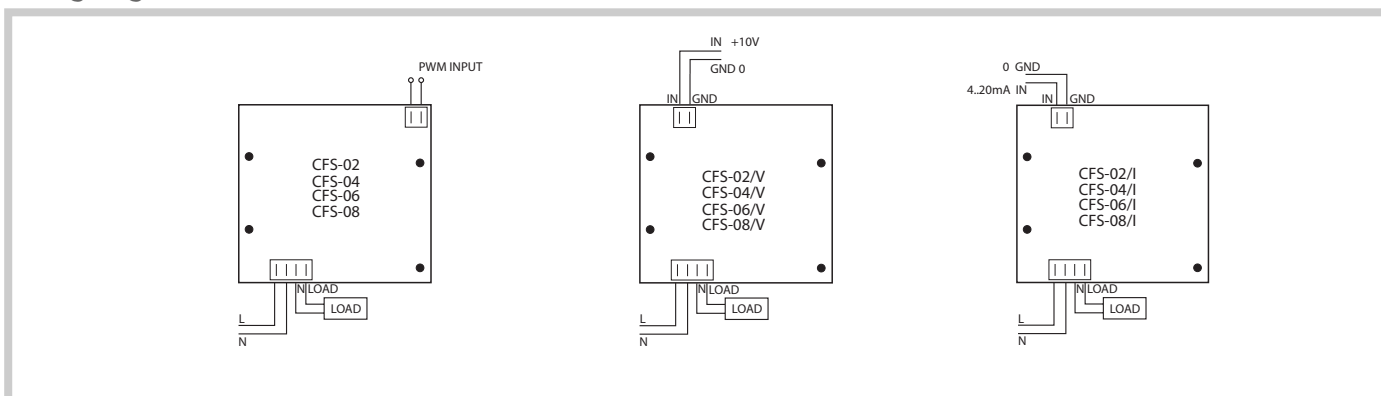 PWM INPUT
CFS-02
CFS-04
CFS-06
CFS-08
N LOAD
LOAD
L
N
IN +10V
GND 0
IN GND
CFS-02/V
CFS-04/V
CFS-06/V
CFS-08/V
N LOAD
LOAD
L
N
0 GND
4..20mA IN
IN GND
CFS-02/I
CFS-04/I
CFS-06/I
CFS-08/I
N LOAD
LOAD
L
N